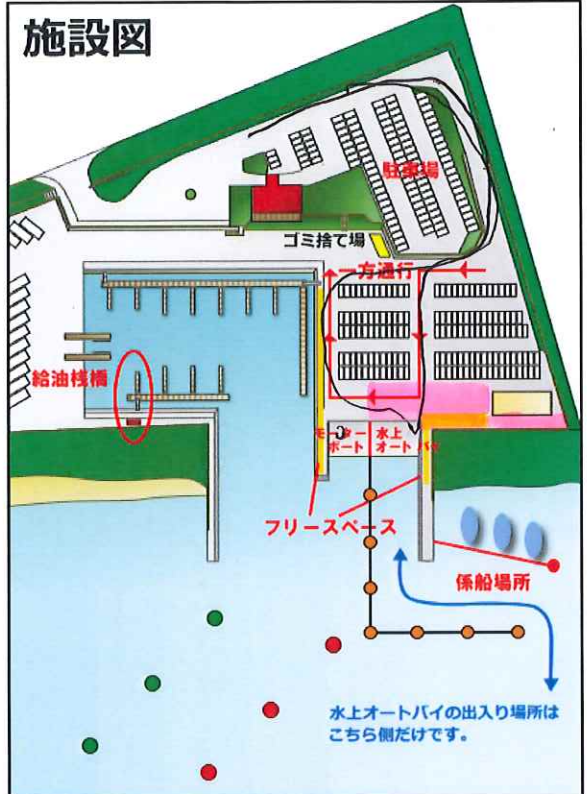 施設図
駐車場
ゴミ捨て場
一方通行
給油桟橋
モーター
ボート
水上
オートバイ
フリースペース
係船場所
水上オートバイの出入り場所は
こちら側だけです。